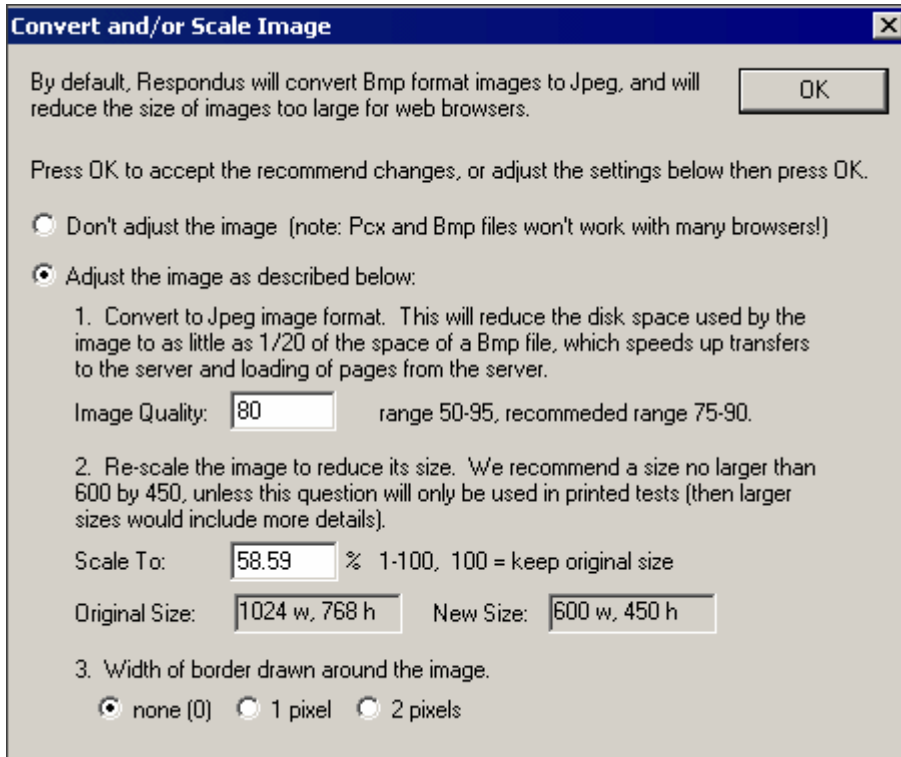 Convert and/or Scale Image
By default, Respondus will convert Bmp format images to Jpeg, and will
reduce the size of images too large for web browsers.
OK
Press OK to accept the recommend changes, or adjust the settings below then press OK.
Don't adjust the image (note: Pcx and Bmp files won't work with many browsers!)
Adjust the image as described below:
1. Convert to Jpeg image format. This will reduce the disk space used by the
image to as little as 1/20 of the space of a Bmp file, which speeds up transfers
to the server and loading of pages from the server.
Image Quality: 80 range 50-95, recommeded range 75-90.
2. Re-scale the image to reduce its size. We recommend a size no larger than
600 by 450, unless this question will only be used in printed tests (then larger
sizes would include more details).
Scale To: 58.59 % 1-100, 100 = keep original size
Original Size: 1024 w, 768 h New Size: 600 w, 450 h
3. Width of border drawn around the image.
none (0) 1 pixel 2 pixels